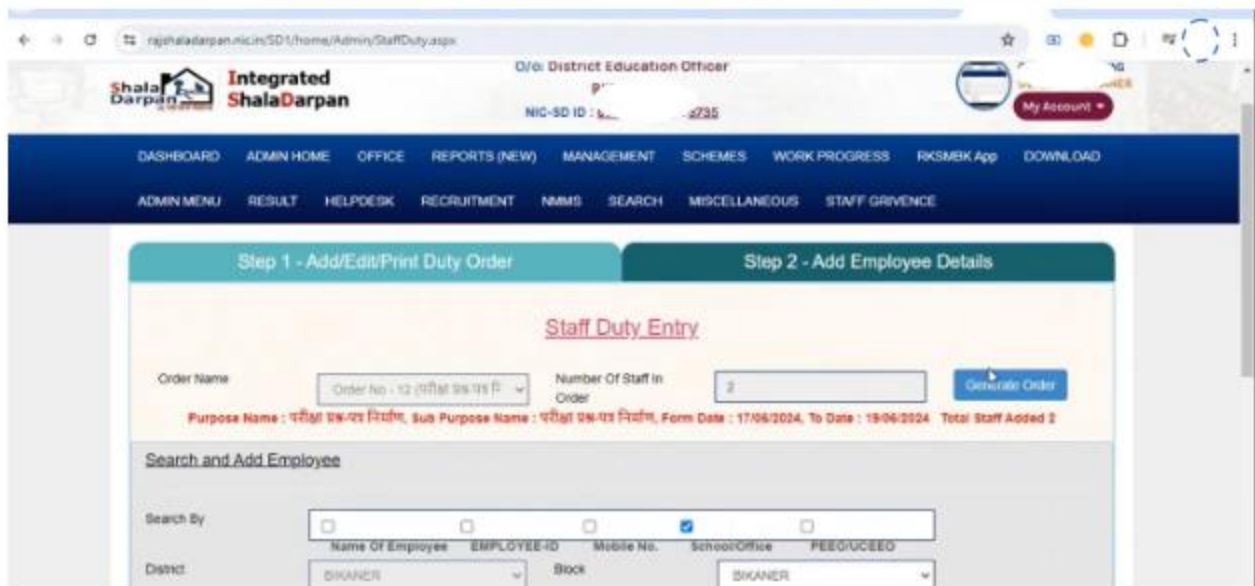 rajshaladarpan.nic.in/SD1/home/Admin/StaffDuty.aspx
Shala Darpan
Integrated ShalaDarpan
O/o: District Education Officer
NIC-SD ID :
My Account
DASHBOARD ADMIN HOME OFFICE REPORTS (NEW) MANAGEMENT SCHEMES WORK PROGRESS RKSMBK App DOWNLOAD
ADMIN MENU RESULT HELPDESK RECRUITMENT NMMS SEARCH MISCELLANEOUS STAFF GRIVENCE
Step 1 - Add/Edit/Print Duty Order Step 2 - Add Employee Details
Staff Duty Entry
Order Name Order No - 12 (परीक्षा प्रश्न-पत्र Number Of Staff In Order 2 Generate Order
Purpose Name : परीक्षा प्रश्न-पत्र निर्माण, Sub Purpose Name : परीक्षा प्रश्न-पत्र निर्माण, Form Date : 17/06/2024, To Date : 19/06/2024 Total Staff Added 2
Search and Add Employee
Search By
Name Of Employee EMPLOYEE-ID Mobile No. School/Office PEEO/UCEEO
District BIKANER Block BIKANER